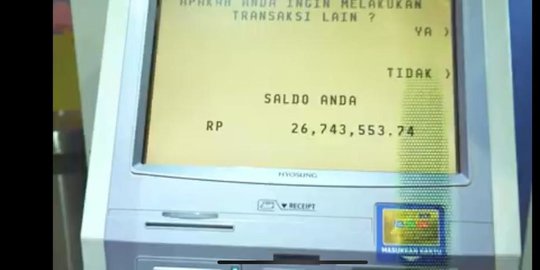 APAKAH ANDA INGIN MELAKUKAN
TRANSAKSI LAIN ?
YA )
TIDAK )
SALDO ANDA
RP 26,743,553.74
HYOSUNG
RECEIPT
MASUKKAN KARTU